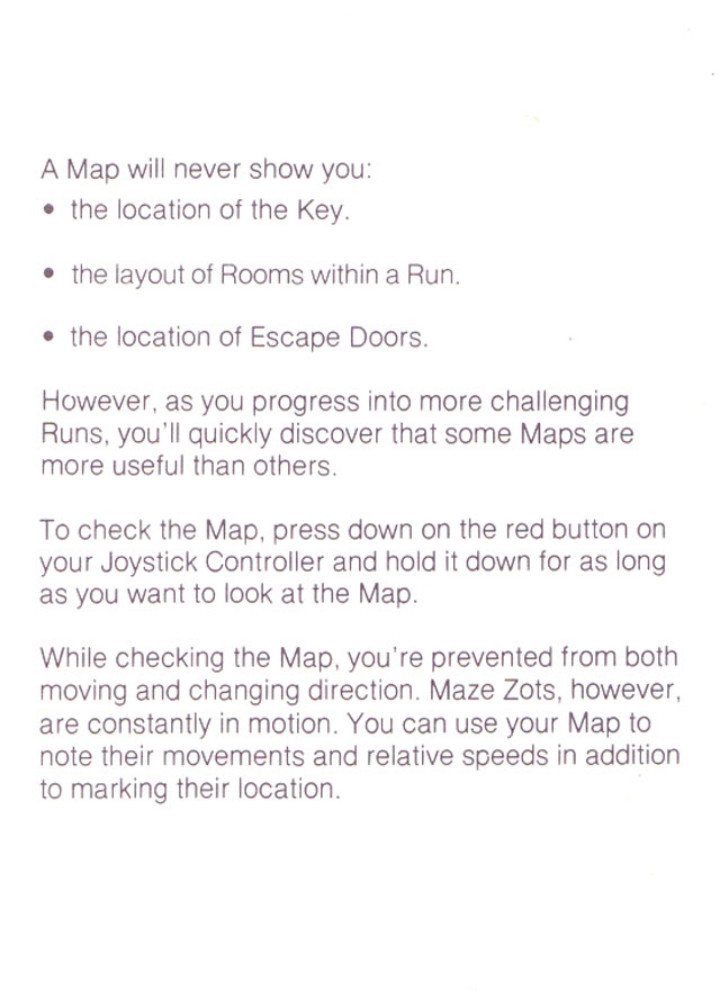 A Map will never show you:
• the location of the Key.
• the layout of Rooms within a Run.
• the location of Escape Doors.
However, as you progress into more challenging
Runs, you'll quickly discover that some Maps are
more useful than others.
To check the Map, press down on the red button on
your Joystick Controller and hold it down for as long
as you want to look at the Map.
While checking the Map, you're prevented from both
moving and changing direction. Maze Zots, however,
are constantly in motion. You can use your Map to
note their movements and relative speeds in addition
to marking their location.